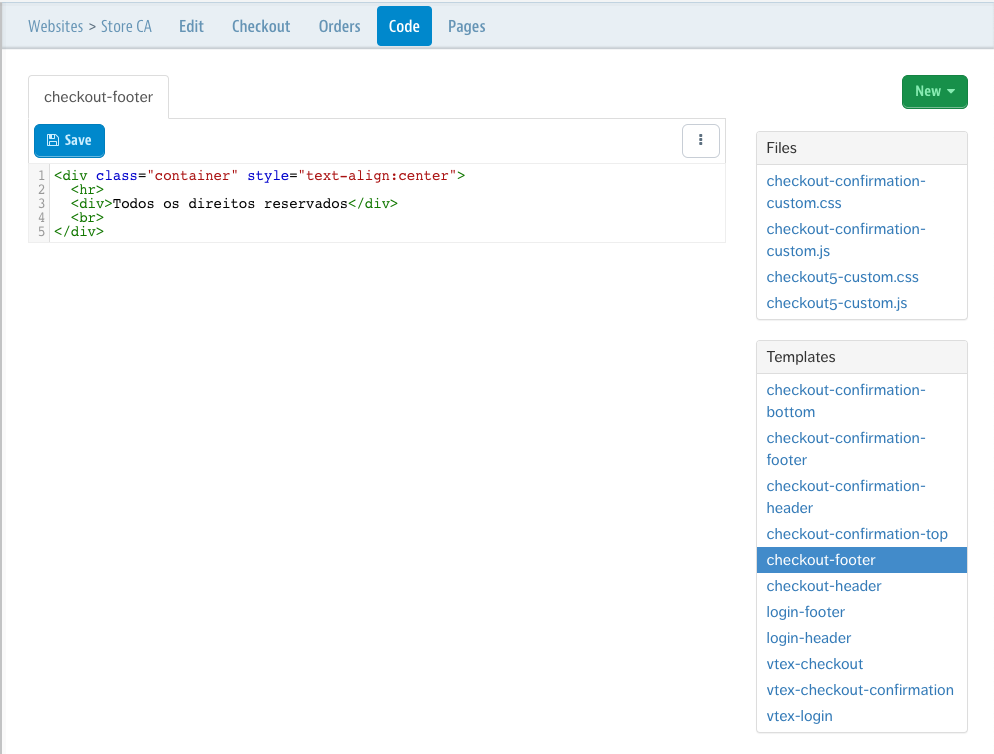 Websites > Store CA Edit Checkout Orders Code Pages
checkout-footer
New
Save
1 <div class="container" style="text-align:center">
2 <hr>
3 <div>Todos os direitos reservados</div>
4 <br>
5 </div>
Files
checkout-confirmation-
custom.css
checkout-confirmation-
custom.js
checkout5-custom.css
checkout5-custom.js
Templates
checkout-confirmation-
bottom
checkout-confirmation-
footer
checkout-confirmation-
header
checkout-confirmation-top
checkout-footer
checkout-header
login-footer
login-header
vtex-checkout
vtex-checkout-confirmation
vtex-login